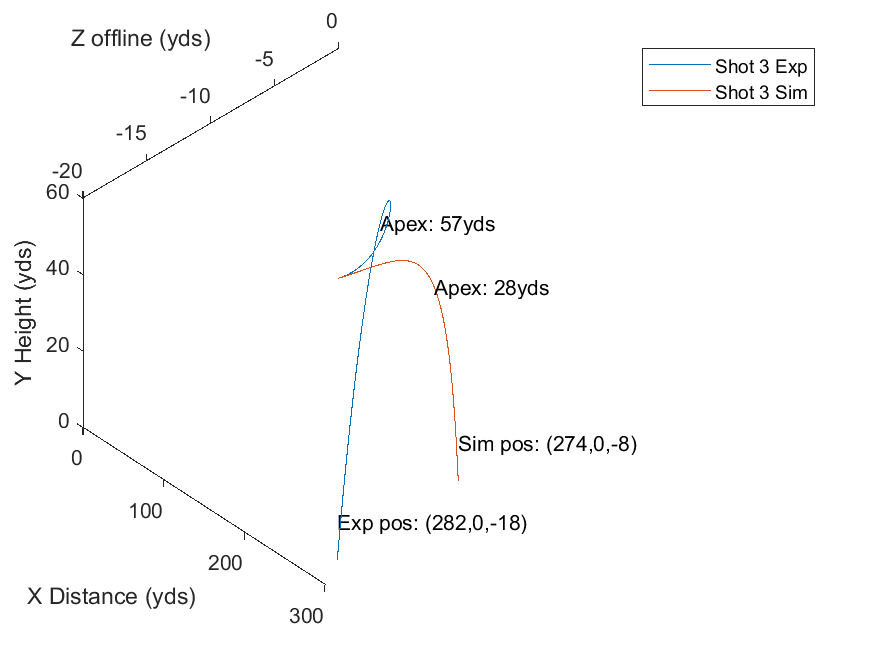 0
Z offline (yds)
-5
-10
-15
-20
60
40
20
0
Y Height (yds)
0
100
200
300
X Distance (yds)
Shot 3 Exp
Shot 3 Sim
Apex: 57yds
Apex: 28yds
Sim pos: (274,0,-8)
Exp pos: (282,0,-18)